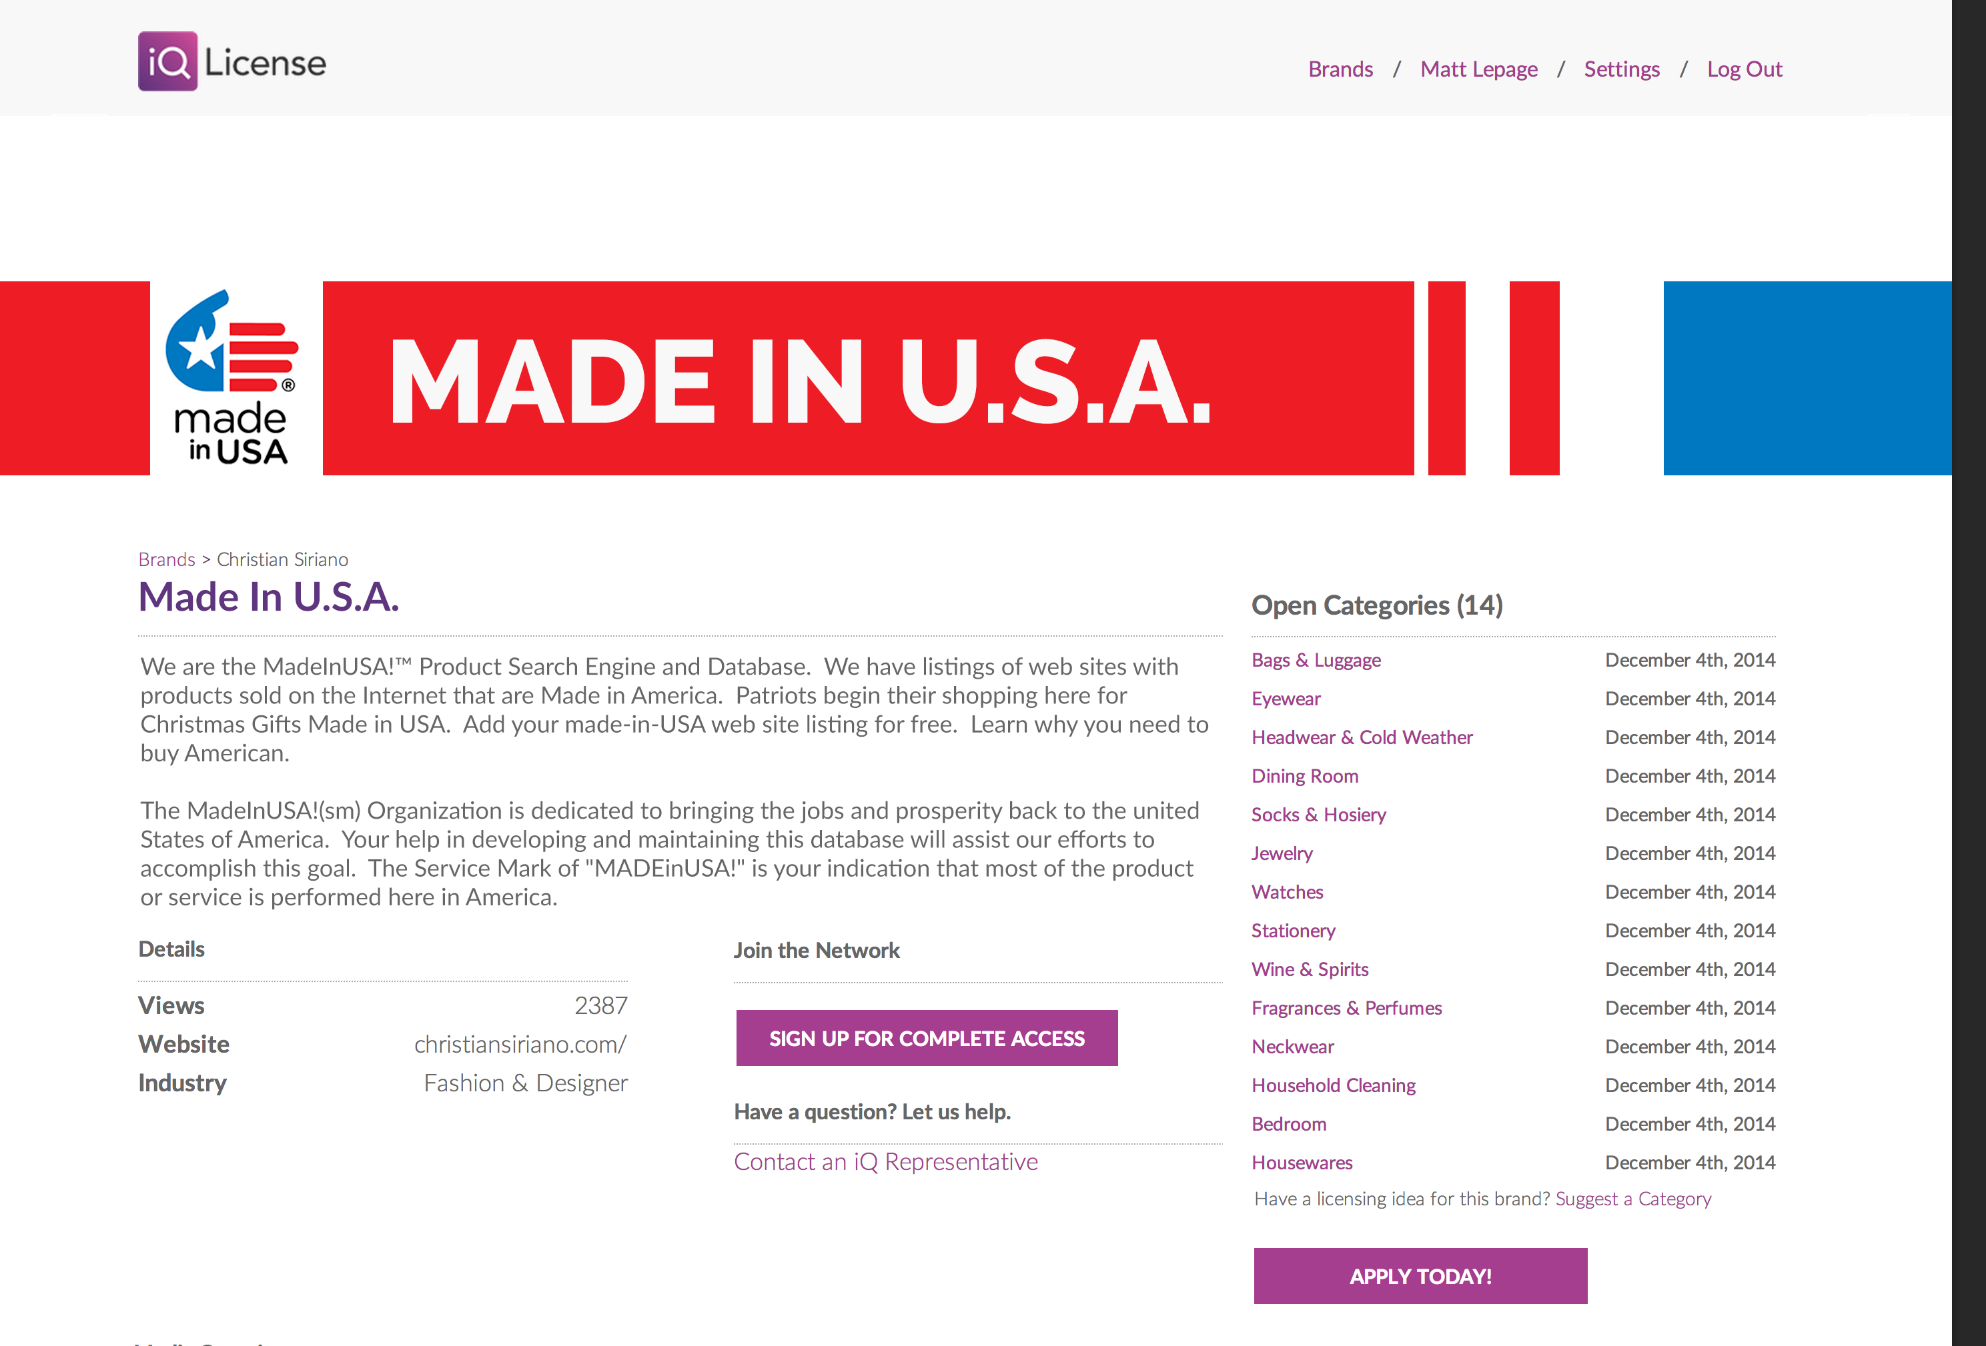 iQ License
Brands / Matt Lepage / Settings / Log Out
made
in USA
®
MADE IN U.S.A.
Brands > Christian Siriano
Made In U.S.A.
We are the MadeInUSA!™ Product Search Engine and Database.  We have listings of web sites with
products sold on the Internet that are Made in America.  Patriots begin their shopping here for
Christmas Gifts Made in USA.  Add your made-in-USA web site listing for free.  Learn why you need to
buy American.
The MadeInUSA!(sm) Organization is dedicated to bringing the jobs and prosperity back to the united
States of America.  Your help in developing and maintaining this database will assist our efforts to
accomplish this goal.  The Service Mark of "MADEinUSA!" is your indication that most of the product
or service is performed here in America.
Details
Views 2387
Website christiansiriano.com/
Industry Fashion & Designer
Join the Network
SIGN UP FOR COMPLETE ACCESS
Have a question? Let us help.
Contact an iQ Representative
Open Categories (14)
Bags & Luggage December 4th, 2014
Eyewear December 4th, 2014
Headwear & Cold Weather December 4th, 2014
Dining Room December 4th, 2014
Socks & Hosiery December 4th, 2014
Jewelry December 4th, 2014
Watches December 4th, 2014
Stationery December 4th, 2014
Wine & Spirits December 4th, 2014
Fragrances & Perfumes December 4th, 2014
Neckwear December 4th, 2014
Household Cleaning December 4th, 2014
Bedroom December 4th, 2014
Housewares December 4th, 2014
Have a licensing idea for this brand? Suggest a Category
APPLY TODAY!